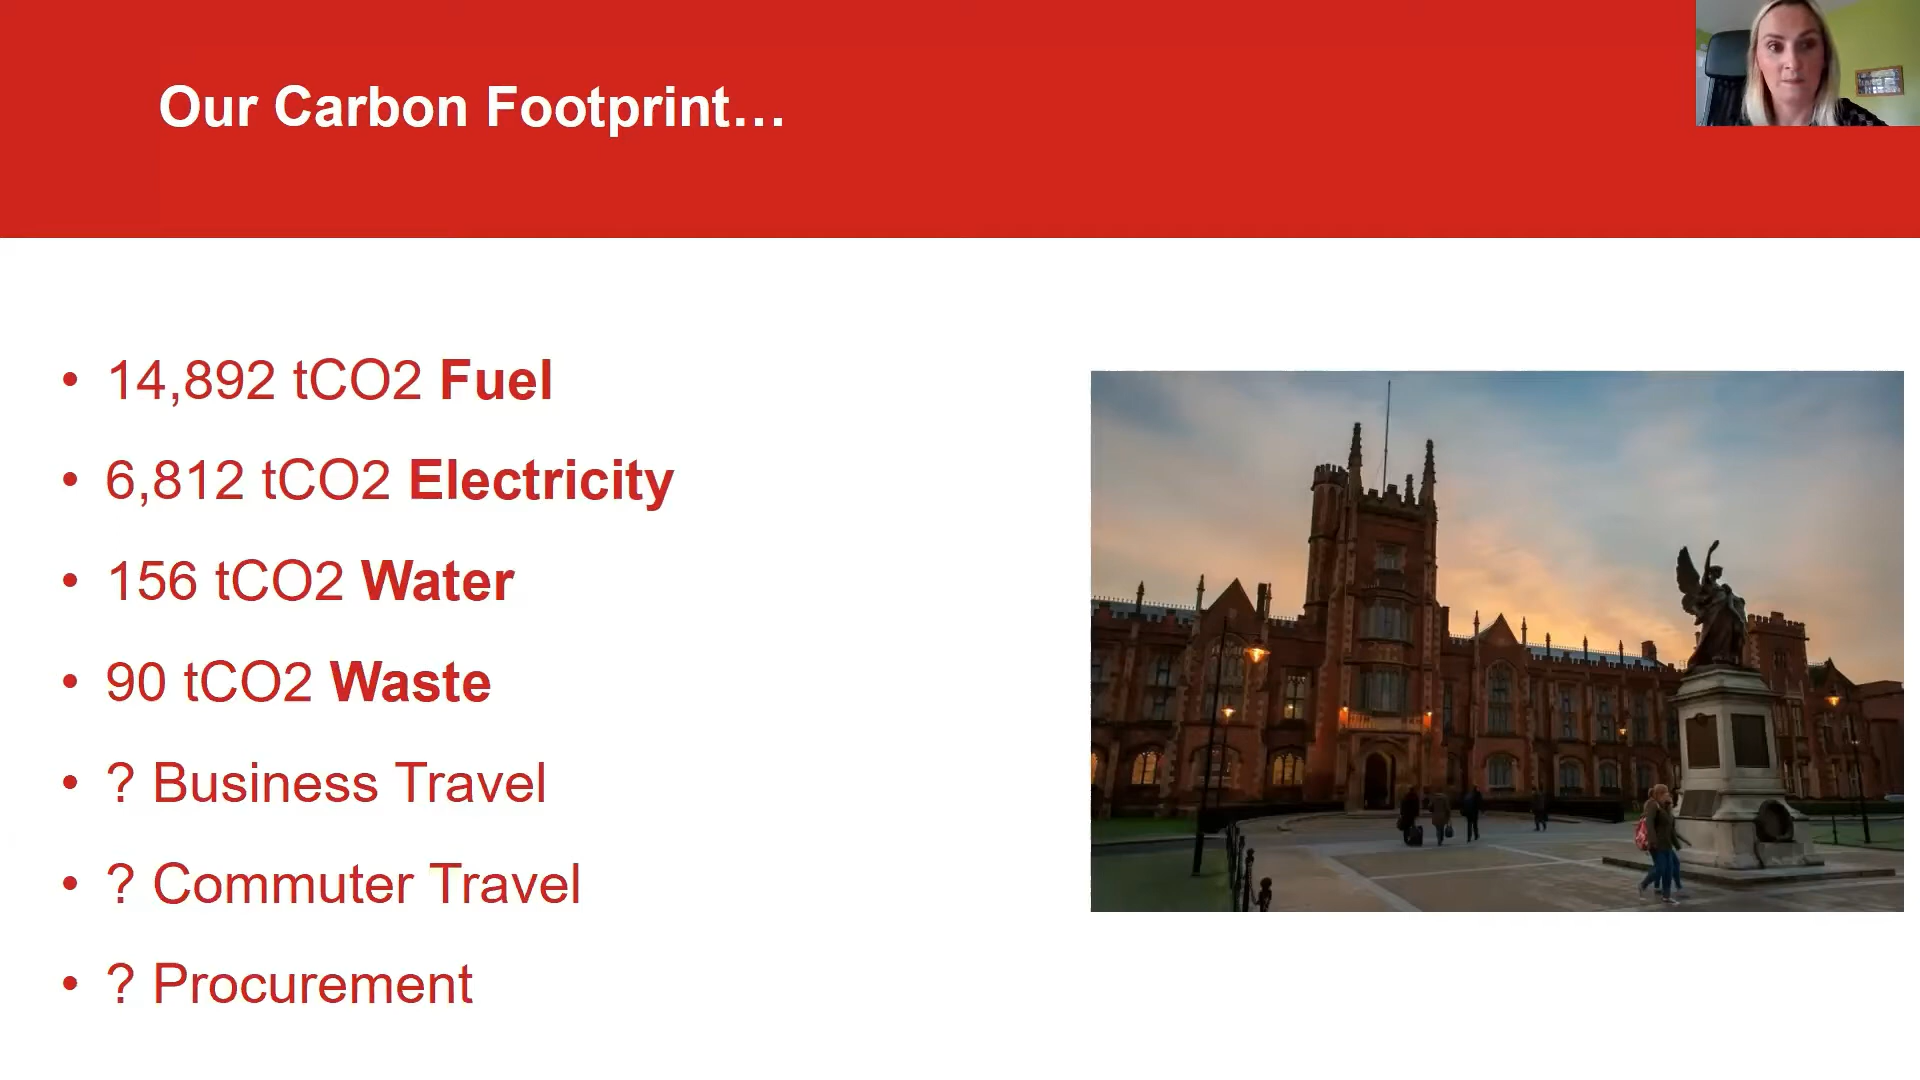 Our Carbon Footprint…
• 14,892 tCO2 Fuel
• 6,812 tCO2 Electricity
• 156 tCO2 Water
• 90 tCO2 Waste
• ? Business Travel
• ? Commuter Travel
• ? Procurement